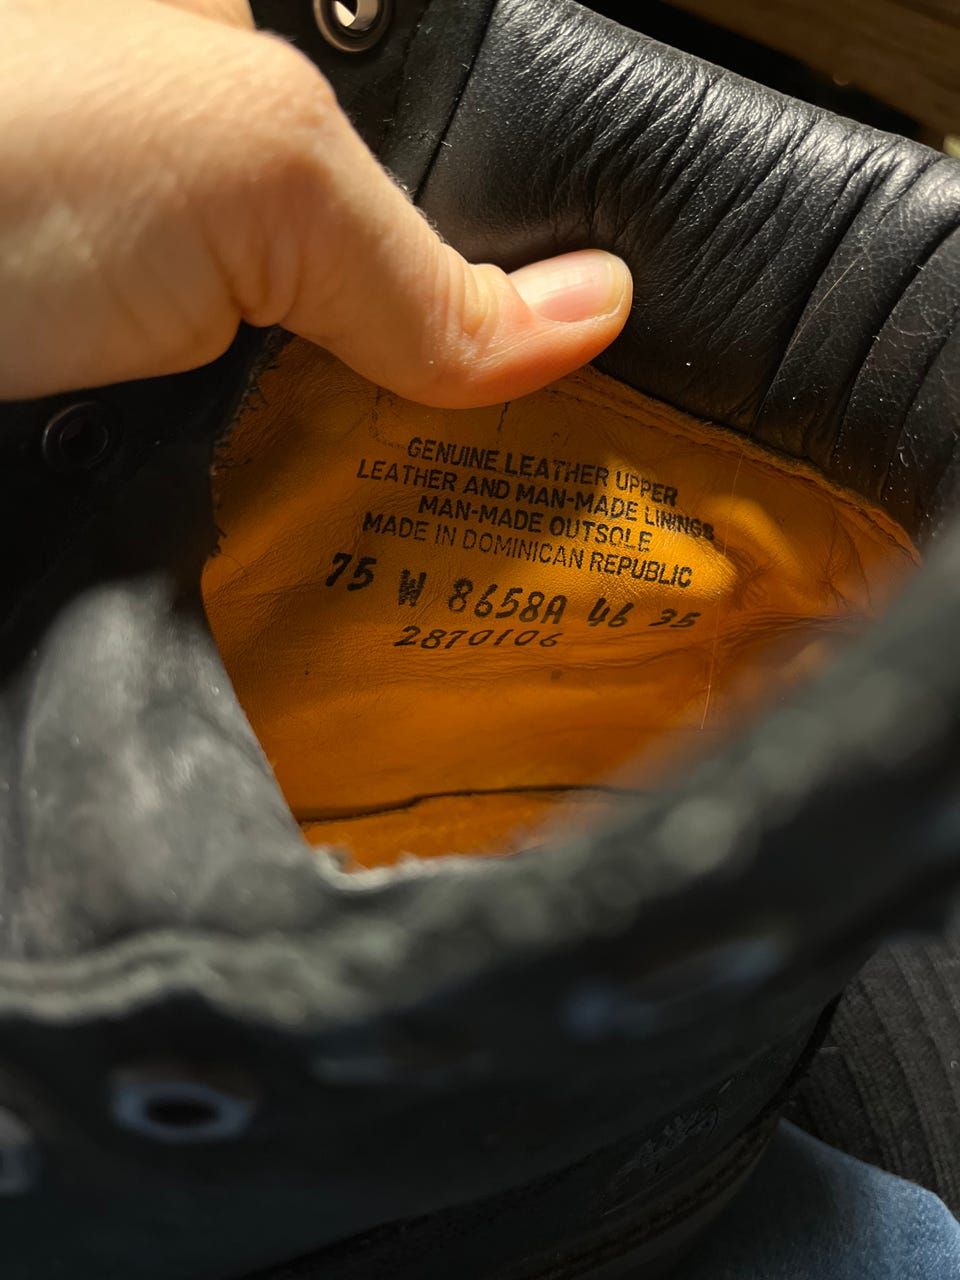 GENUINE LEATHER UPPER
LEATHER AND MAN-MADE LININGS
MAN-MADE OUTSOLE
MADE IN DOMINICAN REPUBLIC
75 W 8658A 46 35
2870106